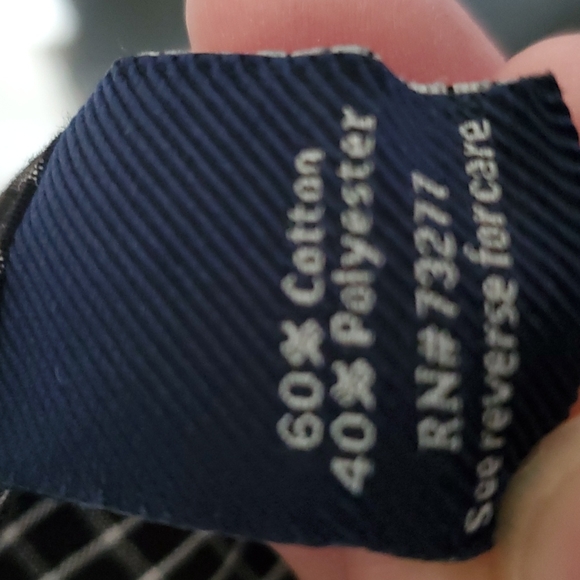 60% Cotton
40% Polyester
RN# 73277
See reverse for care